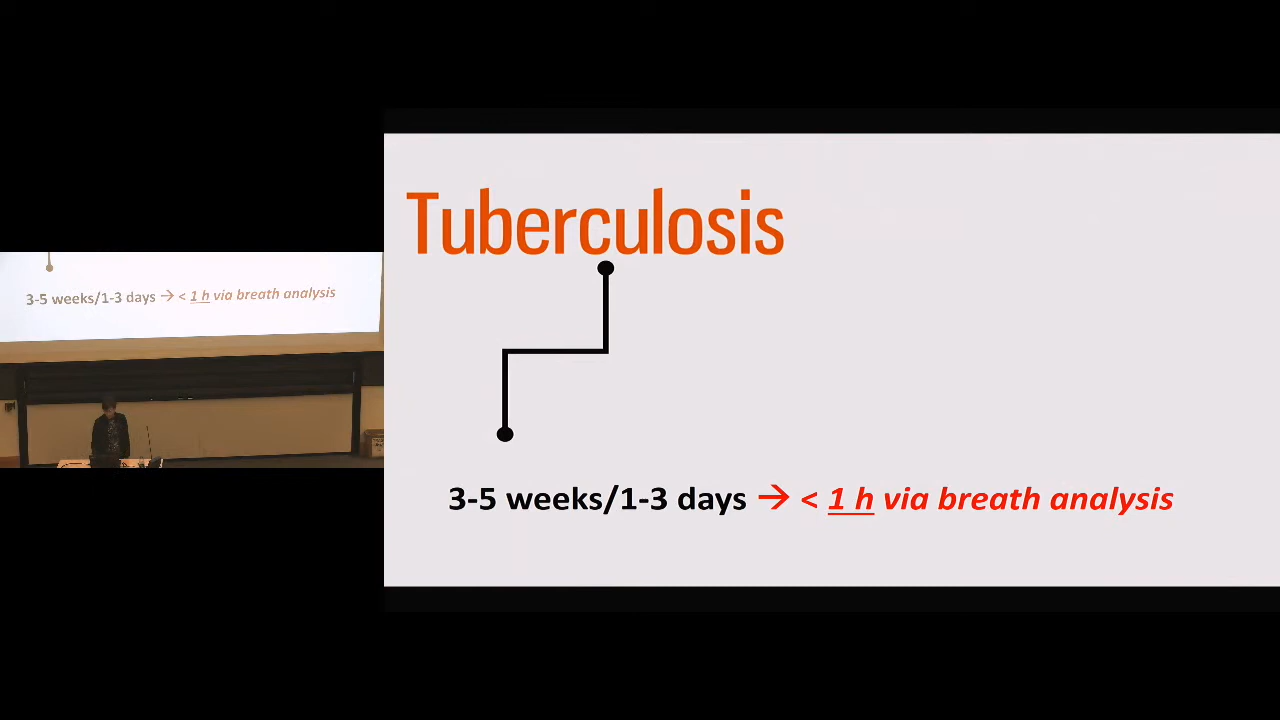 Tuberculosis
3-5 weeks/1-3 days → < 1 h via breath analysis
3-5 weeks/1-3 days → < 1 h via breath analysis